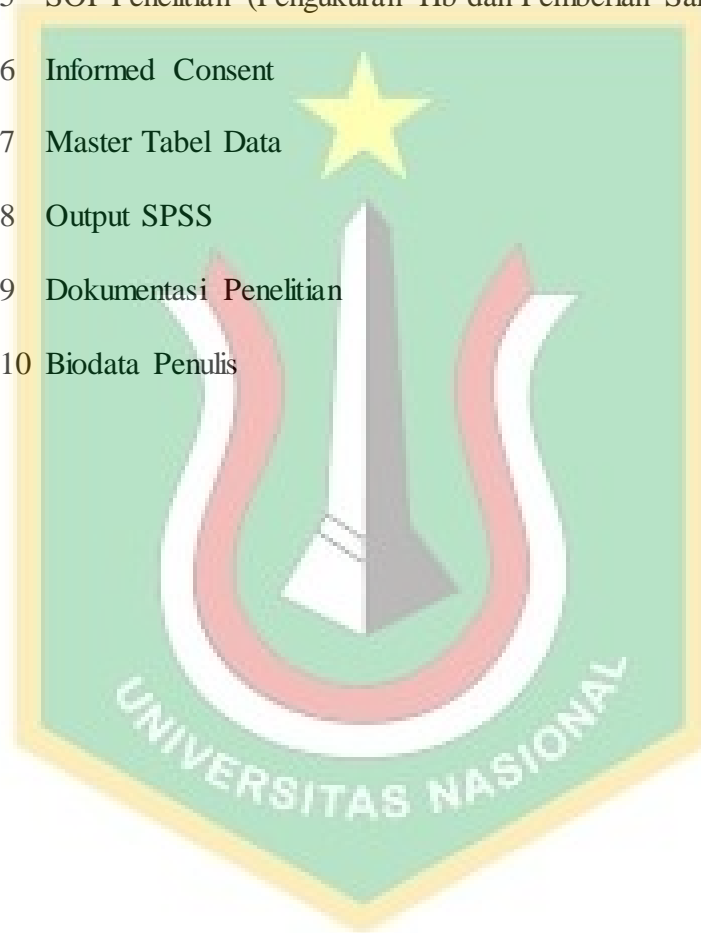 5 SOP Penelitian (Pengukuran Hb dan Pemberian
6 Informed Consent
7 Master Tabel Data
8 Output SPSS
9 Dokumentasi Penelitian
10 Biodata Penulis
UNIVERSITAS NASIONAL